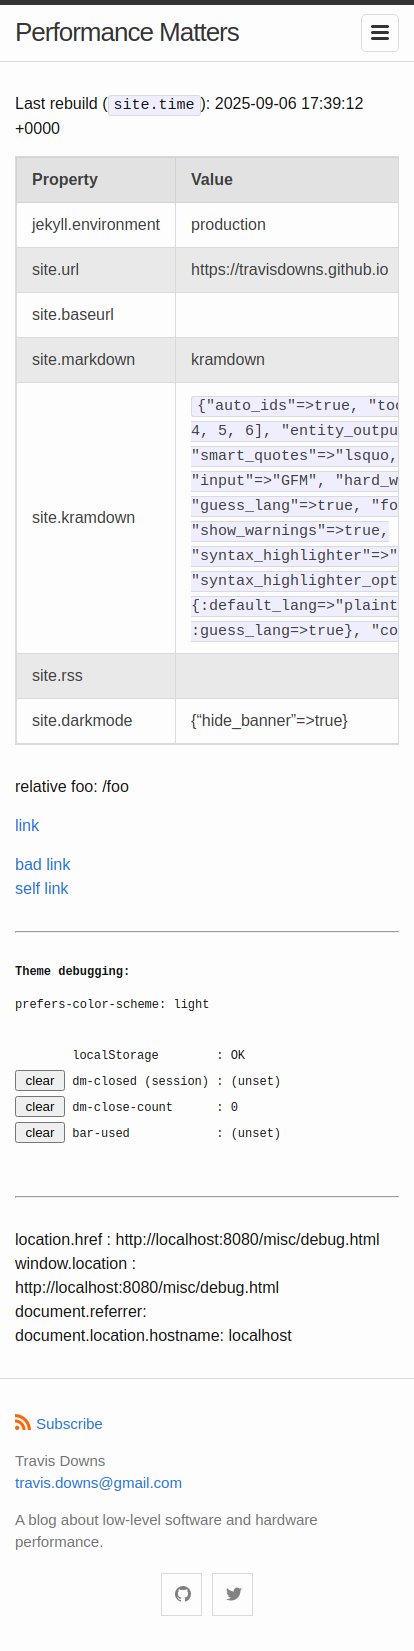 Performance Matters
Last rebuild (site.time): 2025-09-06 17:39:12
+0000
Property Value
jekyll.environment production
site.url https://travisdowns.github.io
site.baseurl
site.markdown kramdown
{"auto_ids"=>true, "toc
4, 5, 6], "entity_outpu
"smart_quotes"=>"lsquo,
"input"=>"GFM", "hard_w
"guess_lang"=>true, "fo
site.kramdown "show_warnings"=>true,
"syntax_highlighter"=>"
"syntax_highlighter_opt
{:default_lang=>"plaint
:guess_lang=>true}, "co
site.rss
site.darkmode {“hide_banner”=>true}
relative foo: /foo
link
bad link
self link
Theme debugging:
prefers-color-scheme: light
localStorage : OK
clear dm-closed (session) : (unset)
clear dm-close-count : 0
clear bar-used : (unset)
location.href : http://localhost:8080/misc/debug.html
window.location :
http://localhost:8080/misc/debug.html
document.referrer:
document.location.hostname: localhost
Subscribe
Travis Downs
travis.downs@gmail.com
A blog about low-level software and hardware
performance.